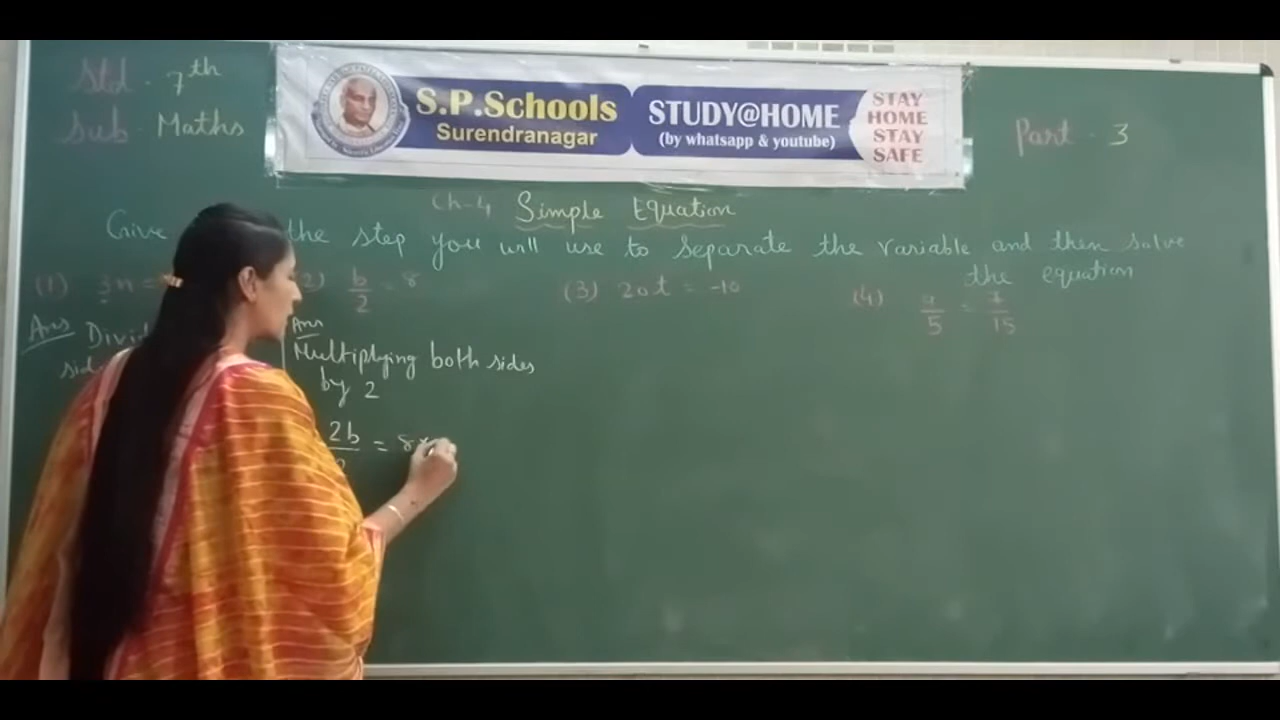 Std. 7th
Sub. Maths
S.P.Schools
Surendranagar
STUDY@HOME
(by whatsapp & youtube)
STAY
HOME
STAY
SAFE
Part. 3
Ch-4 Simple Equation
Give the step you will use to separate the variable and then solve
the equation
(1) 3n = (2) b/2 = 8 (3) 20t = -10 (4) a/5 = 7/15
Ans
Ans
Multiplying both sides
by 2
2b = 8×